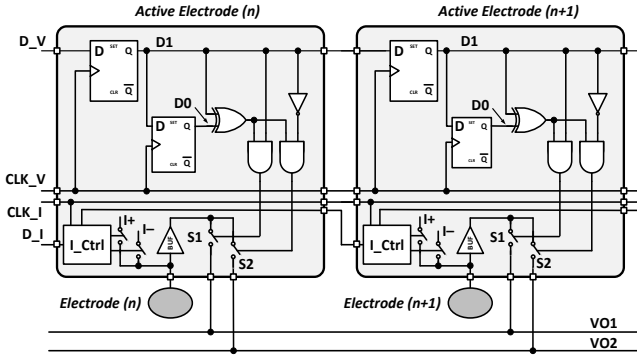 Active Electrode (n) Active Electrode (n+1)
D_V D SET Q D1 D SET Q D1
CLR Q CLR Q
D0 D0
D SET Q D SET Q
CLR Q CLR Q
CLK_V
CLK_I
I+ I− I+ I−
D_I I_Ctrl BUF S1 I_Ctrl BUF S1
S2 S2
Electrode (n) Electrode (n+1)
VO1
VO2